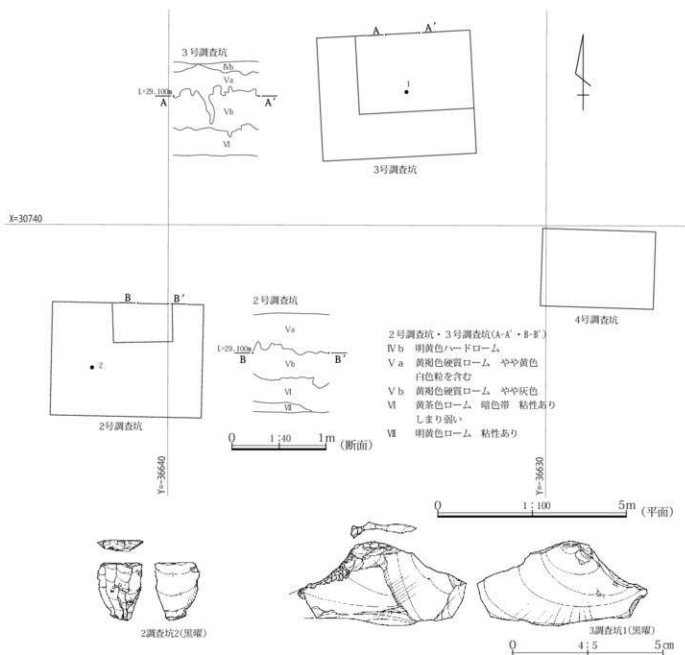 3号調査坑
Ⅳb
Ⅴa
L=29,100m
A
A'
Ⅴb
Ⅵ
A
A'
1
3号調査坑
X=30740
4号調査坑
B
B'
2
2号調査坑
2号調査坑
Ⅴa
L=29,100m
B
B'
Ⅴb
Ⅵ
Ⅶ
0 1:40 1m (断面)
2号調査坑・3号調査坑(A-A'・B-B')
Ⅳb 明黄色ハードローム
Ⅴa 黄褐色硬質ローム やや黄色
白色粒を含む
Ⅴb 黄褐色硬質ローム やや灰色
Ⅵ 黄茶色ローム 暗色帯 粘性あり
しまり弱い
Ⅶ 明黄色ローム 粘性あり
Y=-36640
Y=-36630
0 1:100 5m (平面)
2調査坑2(黒曜)
3調査坑1(黒曜)
0 4:5 5cm